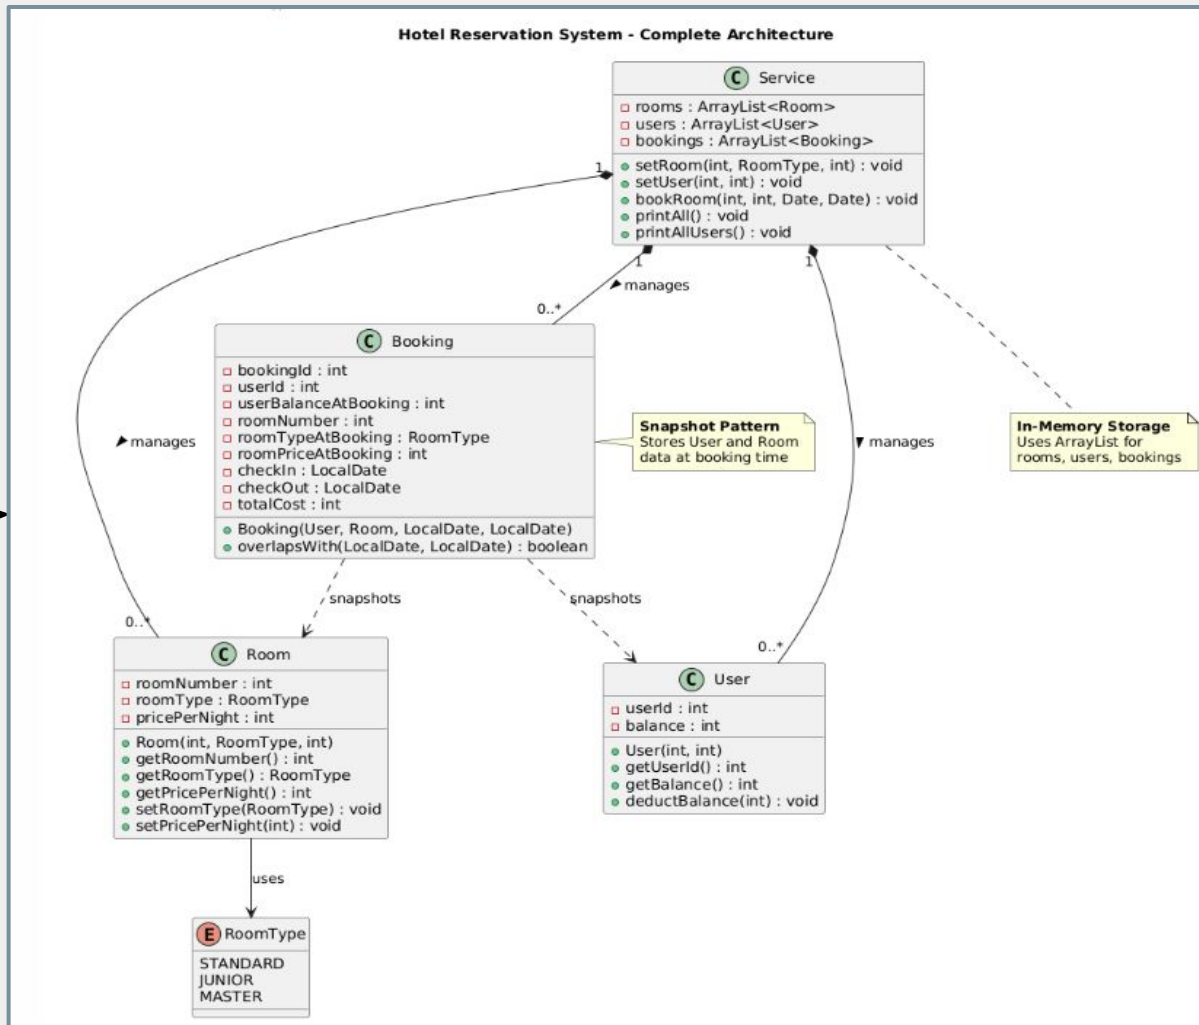 Hotel Reservation System - Complete Architecture
C Service
rooms : ArrayList<Room>
users : ArrayList<User>
bookings : ArrayList<Booking>
setRoom(int, RoomType, int) : void
setUser(int, int) : void
bookRoom(int, int, Date, Date) : void
printAll() : void
printAllUsers() : void
1
1
1
manages
0..*
C Booking
bookingId : int
userId : int
userBalanceAtBooking : int
roomNumber : int
roomTypeAtBooking : RoomType
roomPriceAtBooking : int
checkIn : LocalDate
checkOut : LocalDate
totalCost : int
Booking(User, Room, LocalDate, LocalDate)
overlapsWith(LocalDate, LocalDate) : boolean
Snapshot Pattern
Stores User and Room
data at booking time
In-Memory Storage
Uses ArrayList for
rooms, users, bookings
manages
manages
snapshots
snapshots
0..*
0..*
C Room
roomNumber : int
roomType : RoomType
pricePerNight : int
Room(int, RoomType, int)
getRoomNumber() : int
getRoomType() : RoomType
getPricePerNight() : int
setRoomType(RoomType) : void
setPricePerNight(int) : void
C User
userId : int
balance : int
User(int, int)
getUserId() : int
getBalance() : int
deductBalance(int) : void
uses
E RoomType
STANDARD
JUNIOR
MASTER